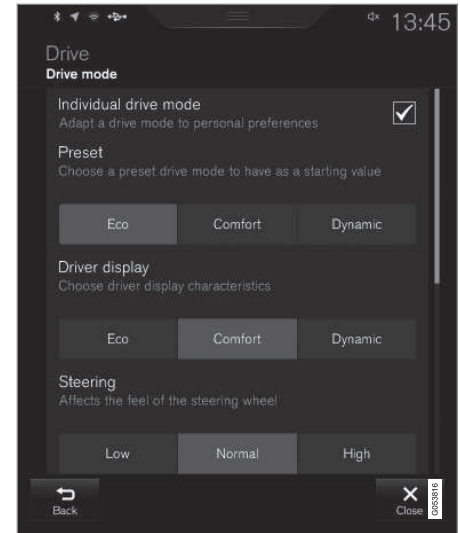 13:45
Drive
Drive mode
Individual drive mode
Adapt a drive mode to personal preferences
Preset
Choose a preset drive mode to have as a starting value
Eco Comfort Dynamic
Driver display
Choose driver display characteristics
Eco Comfort Dynamic
Steering
Affects the feel of the steering wheel
Low Normal High
Back Close
G053816